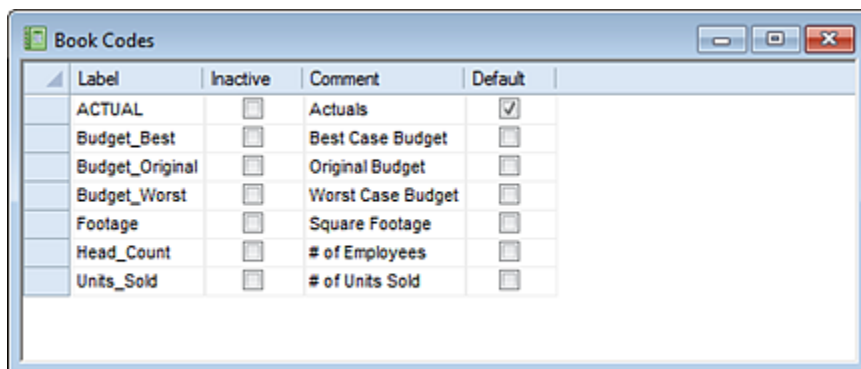 Book Codes
Label Inactive Comment Default
ACTUAL Actuals
Budget_Best Best Case Budget
Budget_Original Original Budget
Budget_Worst Worst Case Budget
Footage Square Footage
Head_Count # of Employees
Units_Sold # of Units Sold